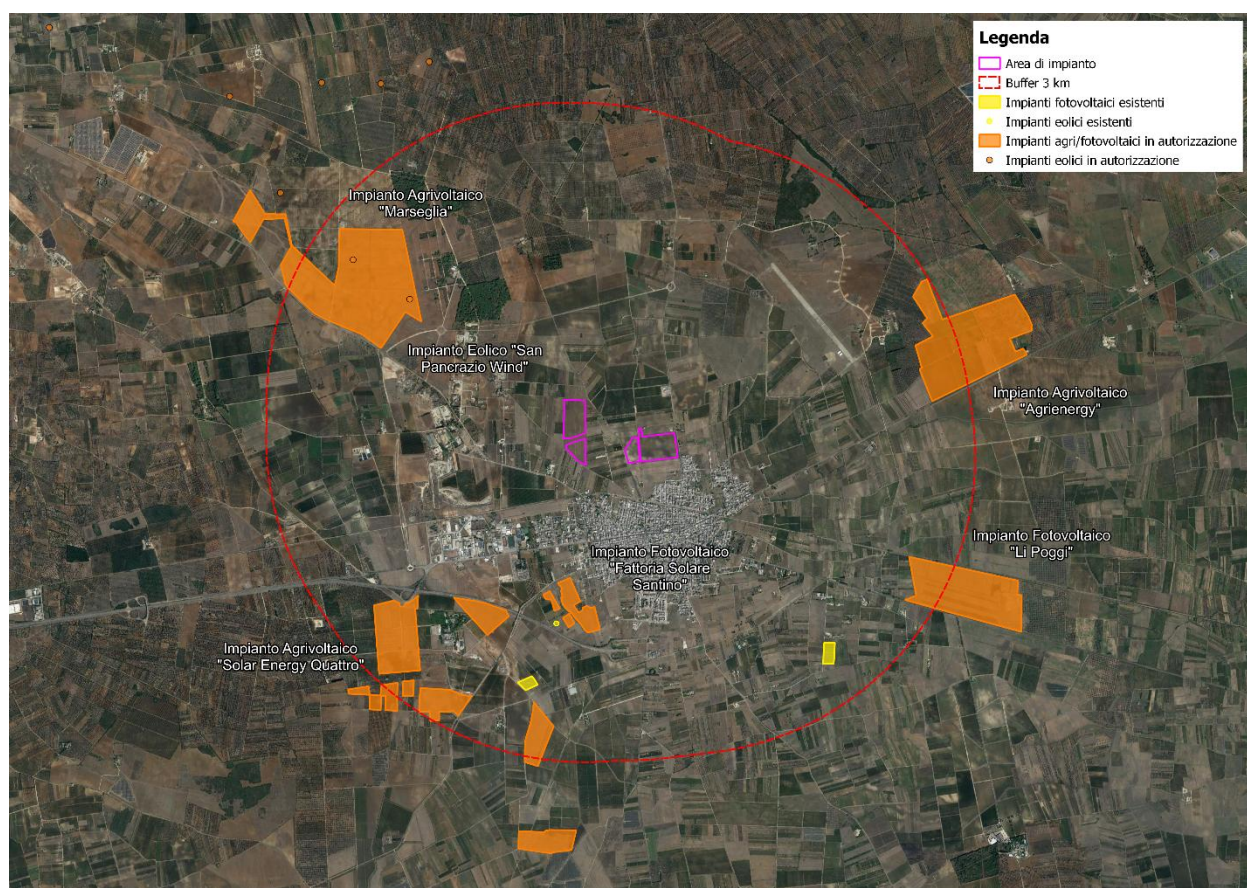 Legenda
Area di impianto
Buffer 3 km
Impianti fotovoltaici esistenti
Impianti eolici esistenti
Impianti agri/fotovoltaici in autorizzazione
Impianti eolici in autorizzazione
Impianto Agrivoltaico
"Marseglia"
Impianto Eolico "San
Pancrazio Wind"
Impianto Agrivoltaico
"Agrienergy"
Impianto Fotovoltaico
"Li Poggi"
Impianto Fotovoltaico
"Fattoria Solare
Santino"
Impianto Agrivoltaico
"Solar Energy Quattro"